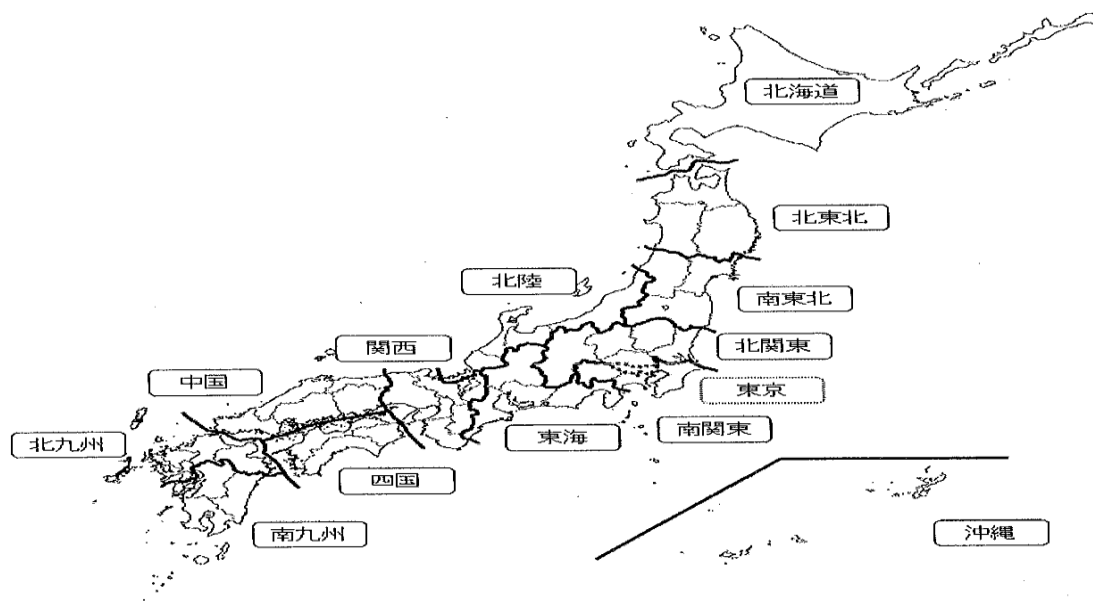 北海道
北東北
北陸
南東北
北関東
関西
中国
東京
北九州
東海
南関東
四国
南九州
沖縄